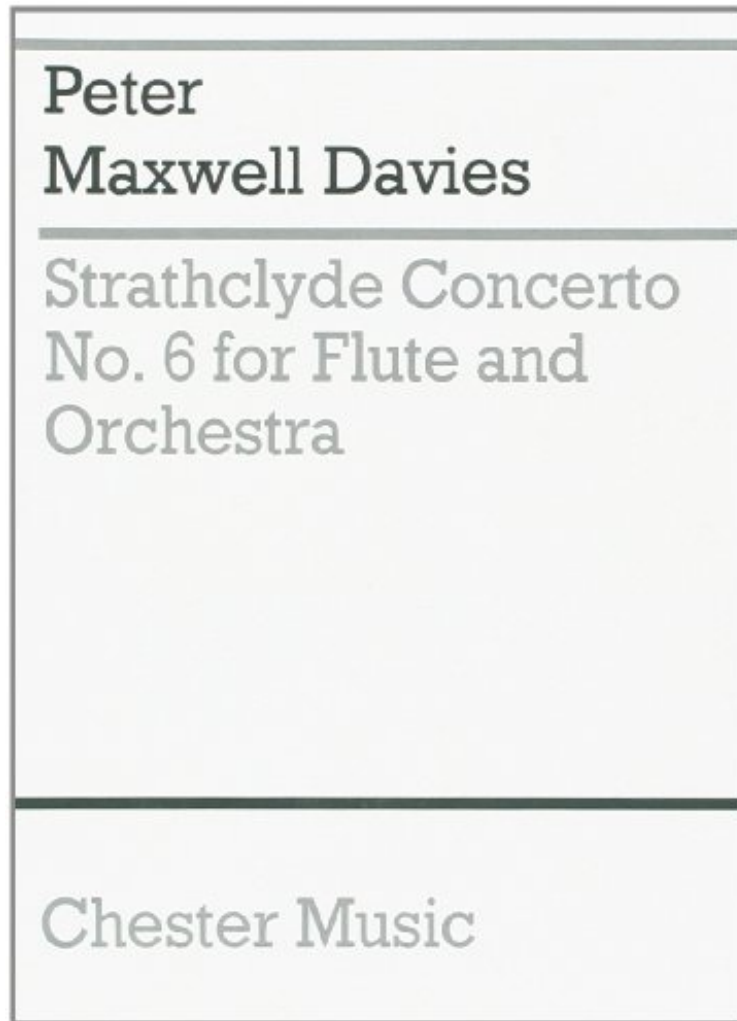 Peter
Maxwell Davies
Strathclyde Concerto
No. 6 for Flute and
Orchestra
Chester Music